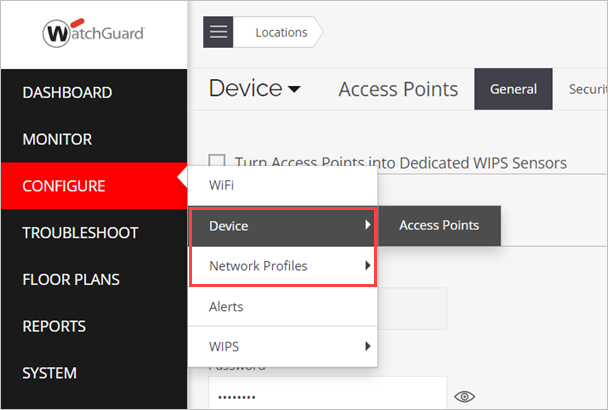 WatchGuard
Locations
DASHBOARD
MONITOR
CONFIGURE
TROUBLESHOOT
FLOOR PLANS
REPORTS
SYSTEM
Device Access Points General Securi
Turn Access Points into Dedicated WIPS Sensors
WiFi
Device
Access Points
Network Profiles
Alerts
WIPS
Password
••••••••